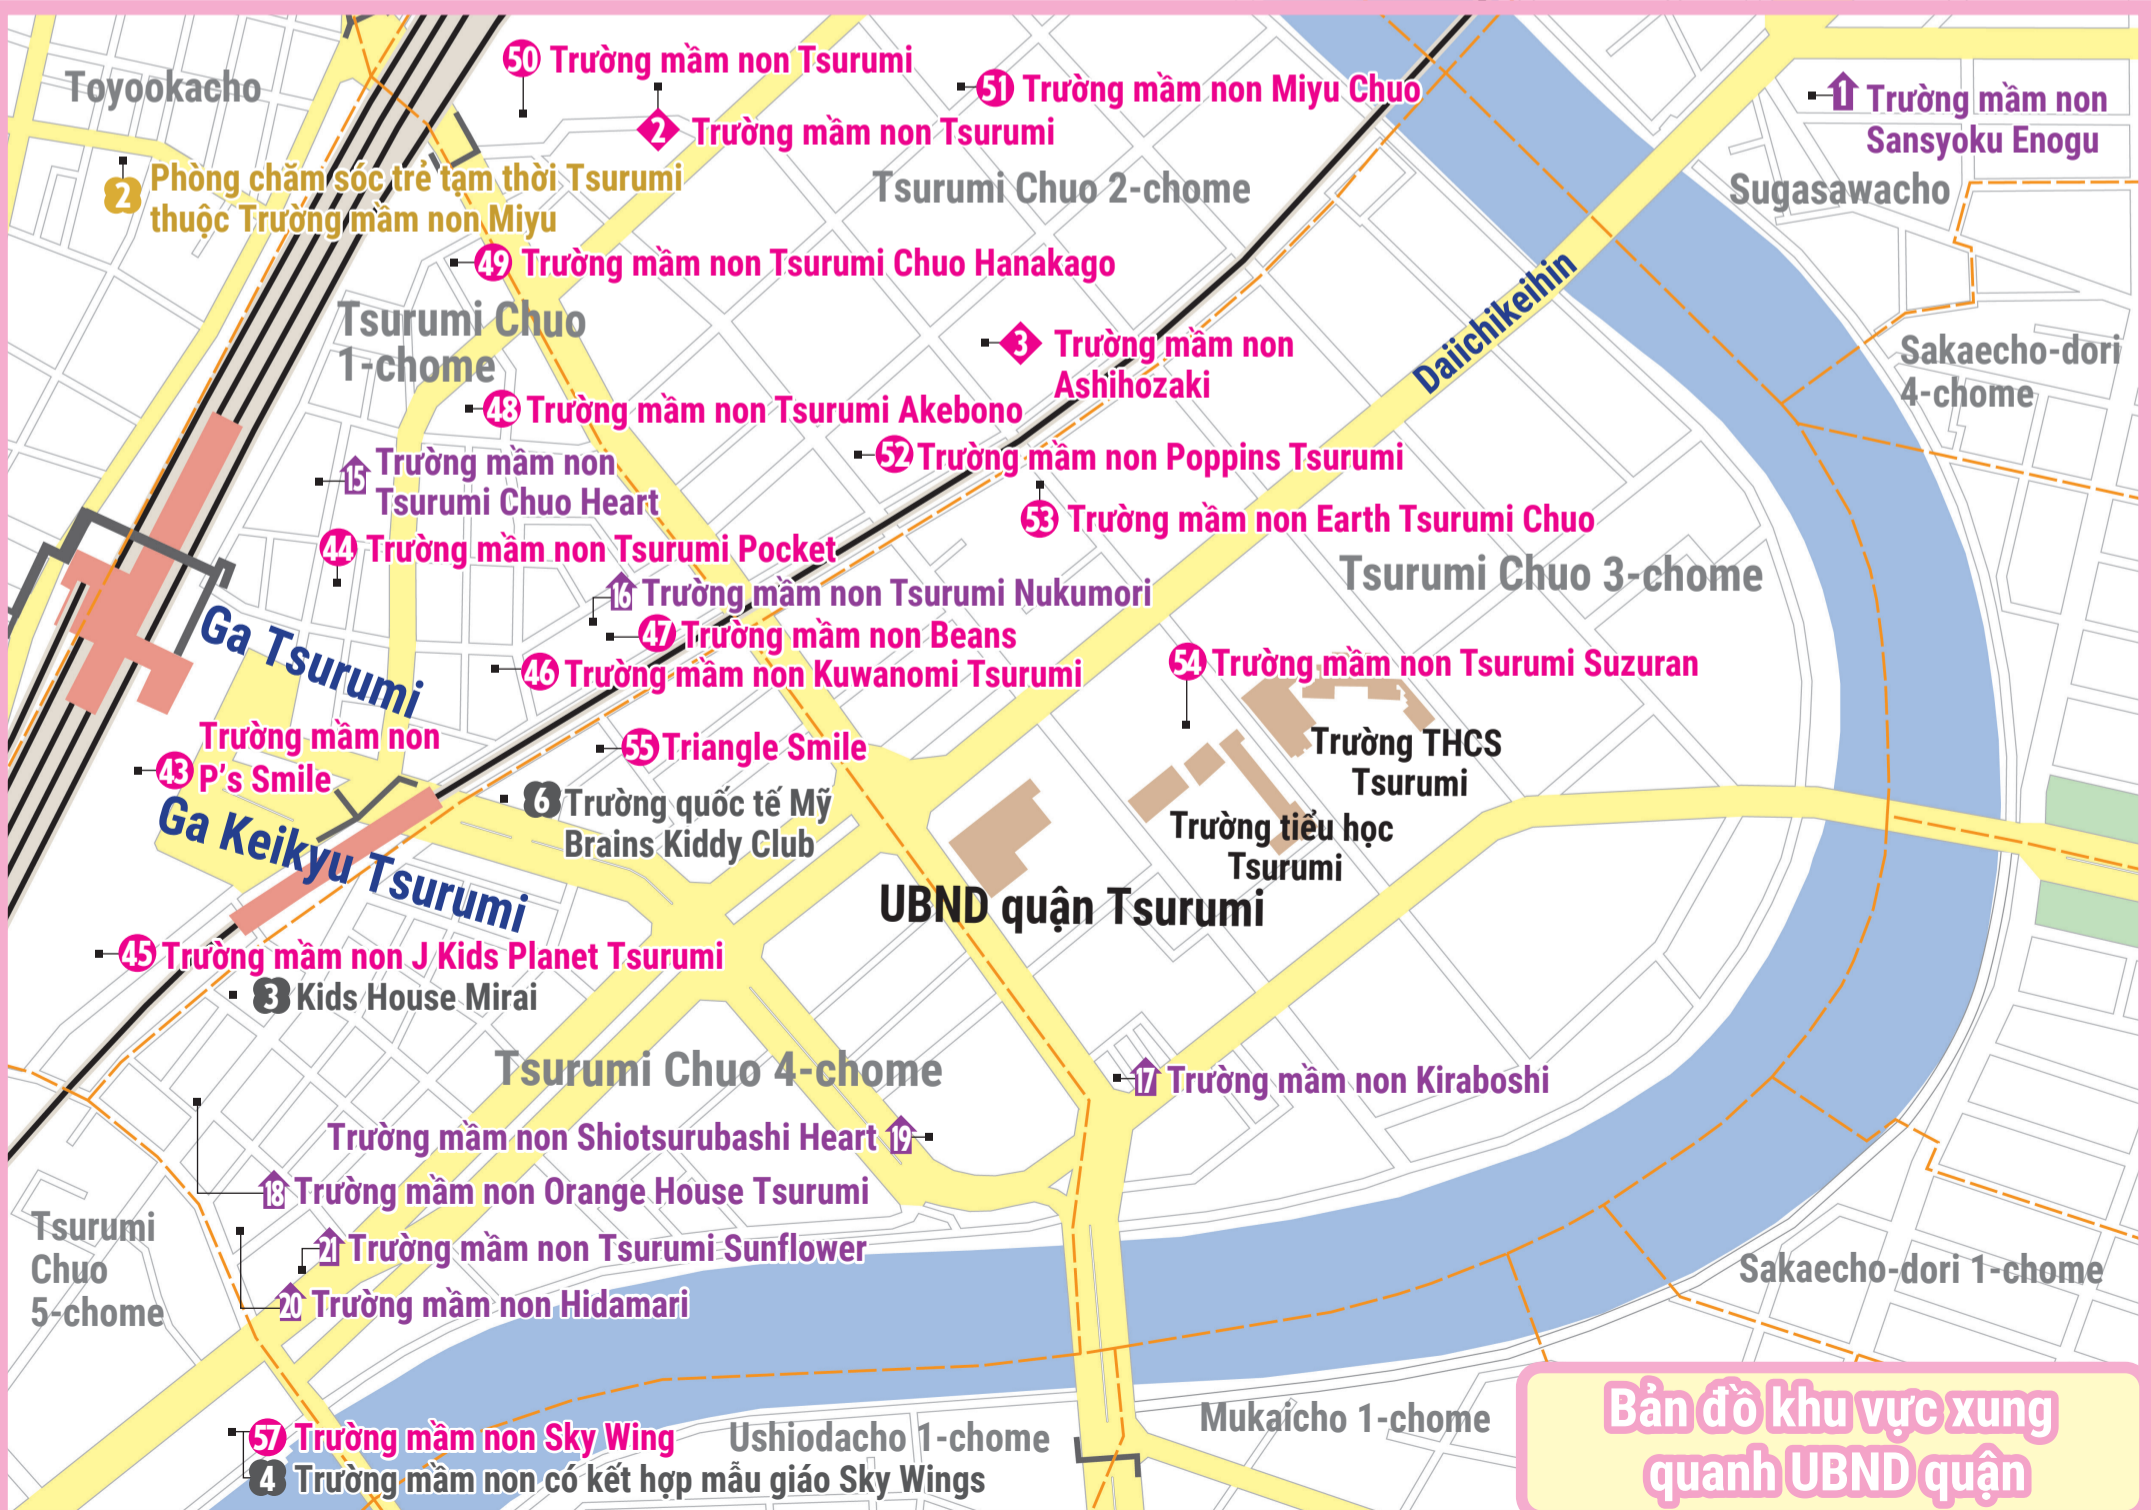 50 Trường mầm non Tsurumi
Toyookacho
51 Trường mầm non Miyu Chuo
1 Trường mầm non
Sansyoku Enogu
2 Trường mầm non Tsurumi
2 Phòng chăm sóc trẻ tạm thời Tsurumi
thuộc Trường mầm non Miyu
Tsurumi Chuo 2-chome
Sugasawacho
49 Trường mầm non Tsurumi Chuo Hanakago
Tsurumi Chuo
1-chome
Daiichikeihin
3 Trường mầm non
Ashihozaki
Sakaecho-dori
4-chome
48 Trường mầm non Tsurumi Akebono
15 Trường mầm non
Tsurumi Chuo Heart
52 Trường mầm non Poppins Tsurumi
53 Trường mầm non Earth Tsurumi Chuo
44 Trường mầm non Tsurumi Pocket
Tsurumi Chuo 3-chome
16 Trường mầm non Tsurumi Nukumori
47 Trường mầm non Beans
Ga Tsurumi
46 Trường mầm non Kuwanomi Tsurumi
54 Trường mầm non Tsurumi Suzuran
43 Trường mầm non
P's Smile
55 Triangle Smile
Trường THCS
Tsurumi
6 Trường quốc tế Mỹ
Brains Kiddy Club
Ga Keikyu Tsurumi
Trường tiểu học
Tsurumi
UBND quận Tsurumi
45 Trường mầm non J Kids Planet Tsurumi
3 Kids House Mirai
Tsurumi Chuo 4-chome
17 Trường mầm non Kiraboshi
Trường mầm non Shiotsurubashi Heart 19
18 Trường mầm non Orange House Tsurumi
Tsurumi
Chuo
5-chome
21 Trường mầm non Tsurumi Sunflower
20 Trường mầm non Hidamari
Sakaecho-dori 1-chome
57 Trường mầm non Sky Wing
4 Trường mầm non có kết hợp mẫu giáo Sky Wings
Ushiodacho 1-chome
Mukaicho 1-chome
Bản đồ khu vực xung
quanh UBND quận